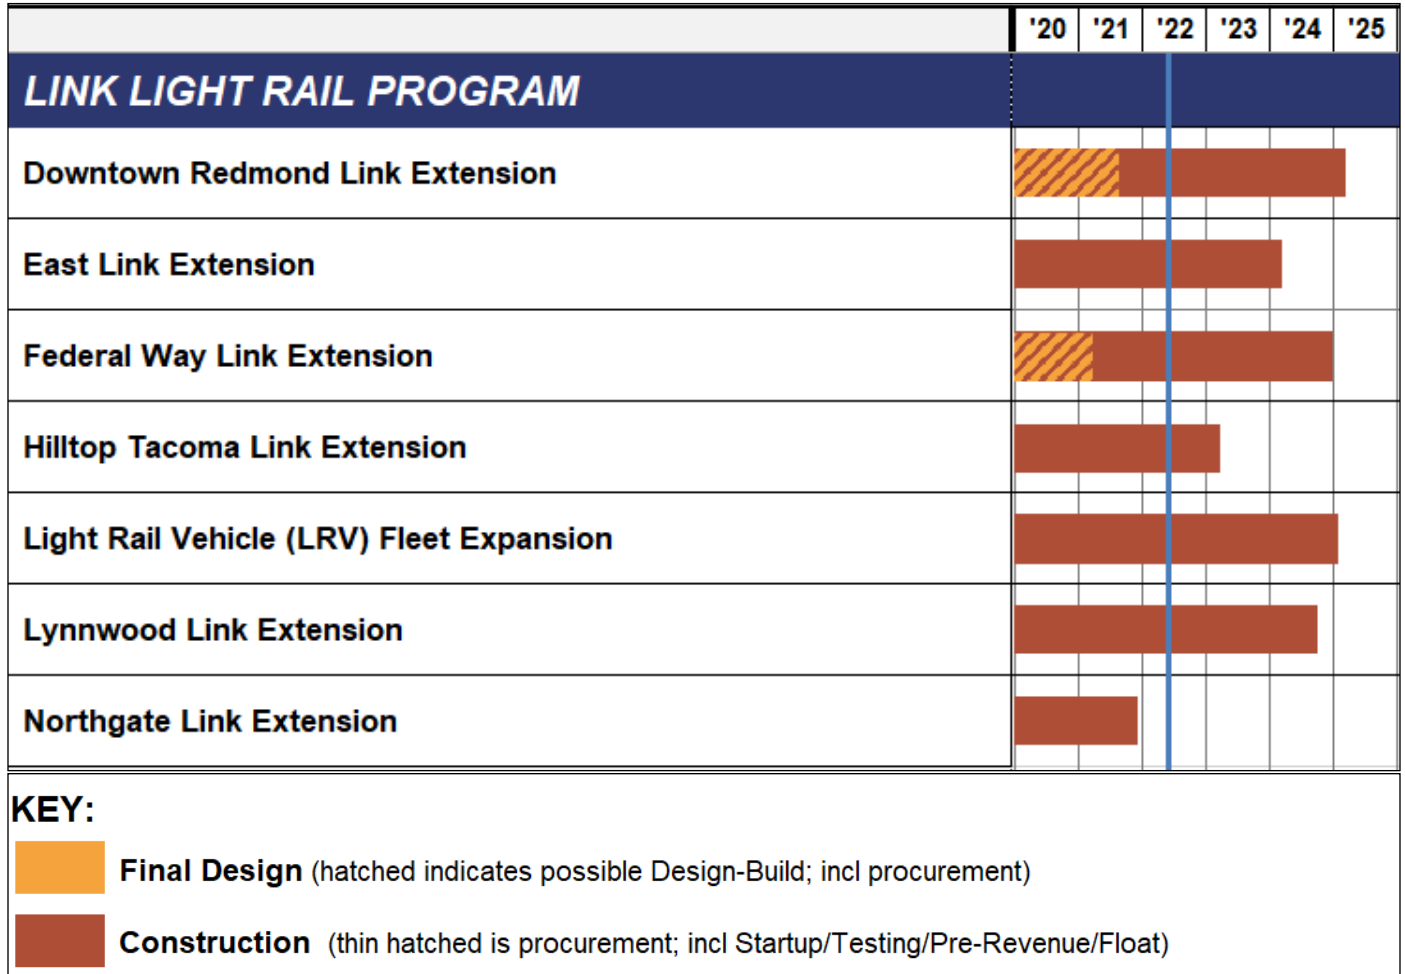 '20 '21 '22 '23 '24 '25
LINK LIGHT RAIL PROGRAM
Downtown Redmond Link Extension
East Link Extension
Federal Way Link Extension
Hilltop Tacoma Link Extension
Light Rail Vehicle (LRV) Fleet Expansion
Lynnwood Link Extension
Northgate Link Extension
KEY:
Final Design (hatched indicates possible Design-Build; incl procurement)
Construction (thin hatched is procurement; incl Startup/Testing/Pre-Revenue/Float)